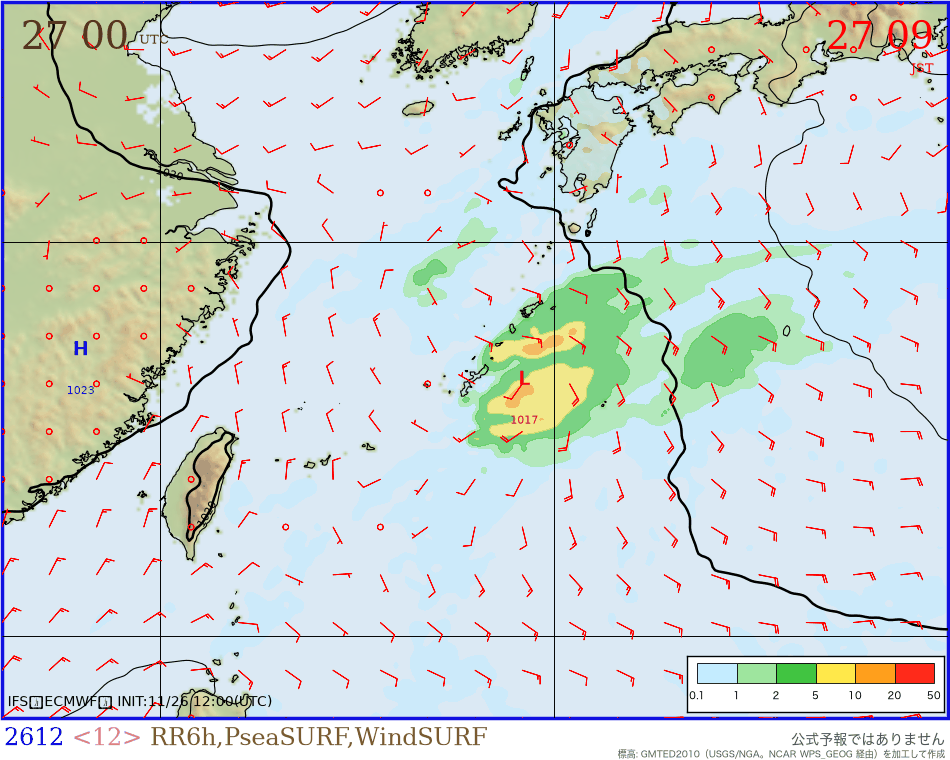 27 00 UTC
27 09
JST
1020
H
1023
L
1017
1020
IFS ECMWF INIT:11/26 12:00(UTC)
0.1 1 2 5 10 20 50
2612 <12> RR6h,PseaSURF,WindSURF
公式予報ではありません
標高: GMTED2010（USGS/NGA。NCAR WPS_GEOG 経由）を加工して作成